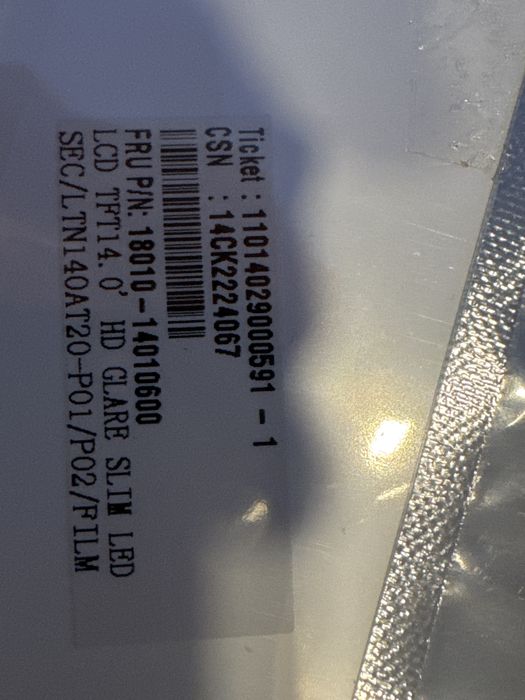 Ticket : 11014029000591 - 1
CSN : 14CK2224067
FRU P/N: 18010-14010600
LCD TFT14.0' HD GLARE SLIM LED
SEC/LTN140AT20-P01/P02/FILM